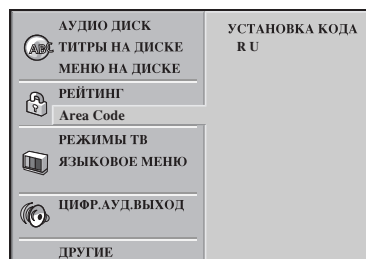 АУДИО ДИСК
ТИТРЫ НА ДИСКЕ
МЕНЮ НА ДИСКЕ
РЕЙТИНГ
Area Code
РЕЖИМЫ ТВ
ЯЗЫКОВОЕ МЕНЮ
ЦИФР.АУД.ВЫХОД
ДРУГИЕ
УСТАНОВКА КОДА
R U
ABC